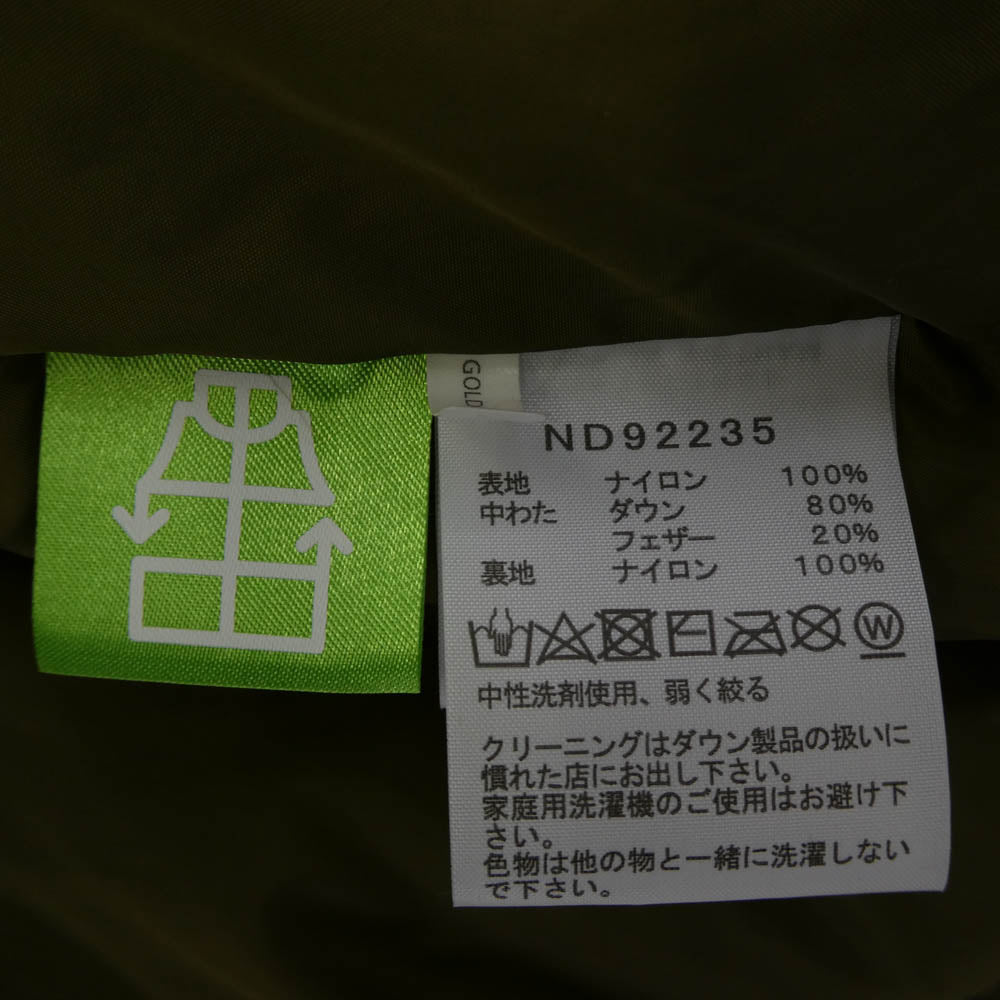 GOLD
ND92235
表地 ナイロン 100%
中わた ダウン 80%
フェザー 20%
裏地 ナイロン 100%
W
中性洗剤使用、弱く絞る
クリーニングはダウン製品の扱いに
慣れた店にお出し下さい。
家庭用洗濯機のご使用はお避け下
さい。
色物は他の物と一緒に洗濯しない
で下さい。